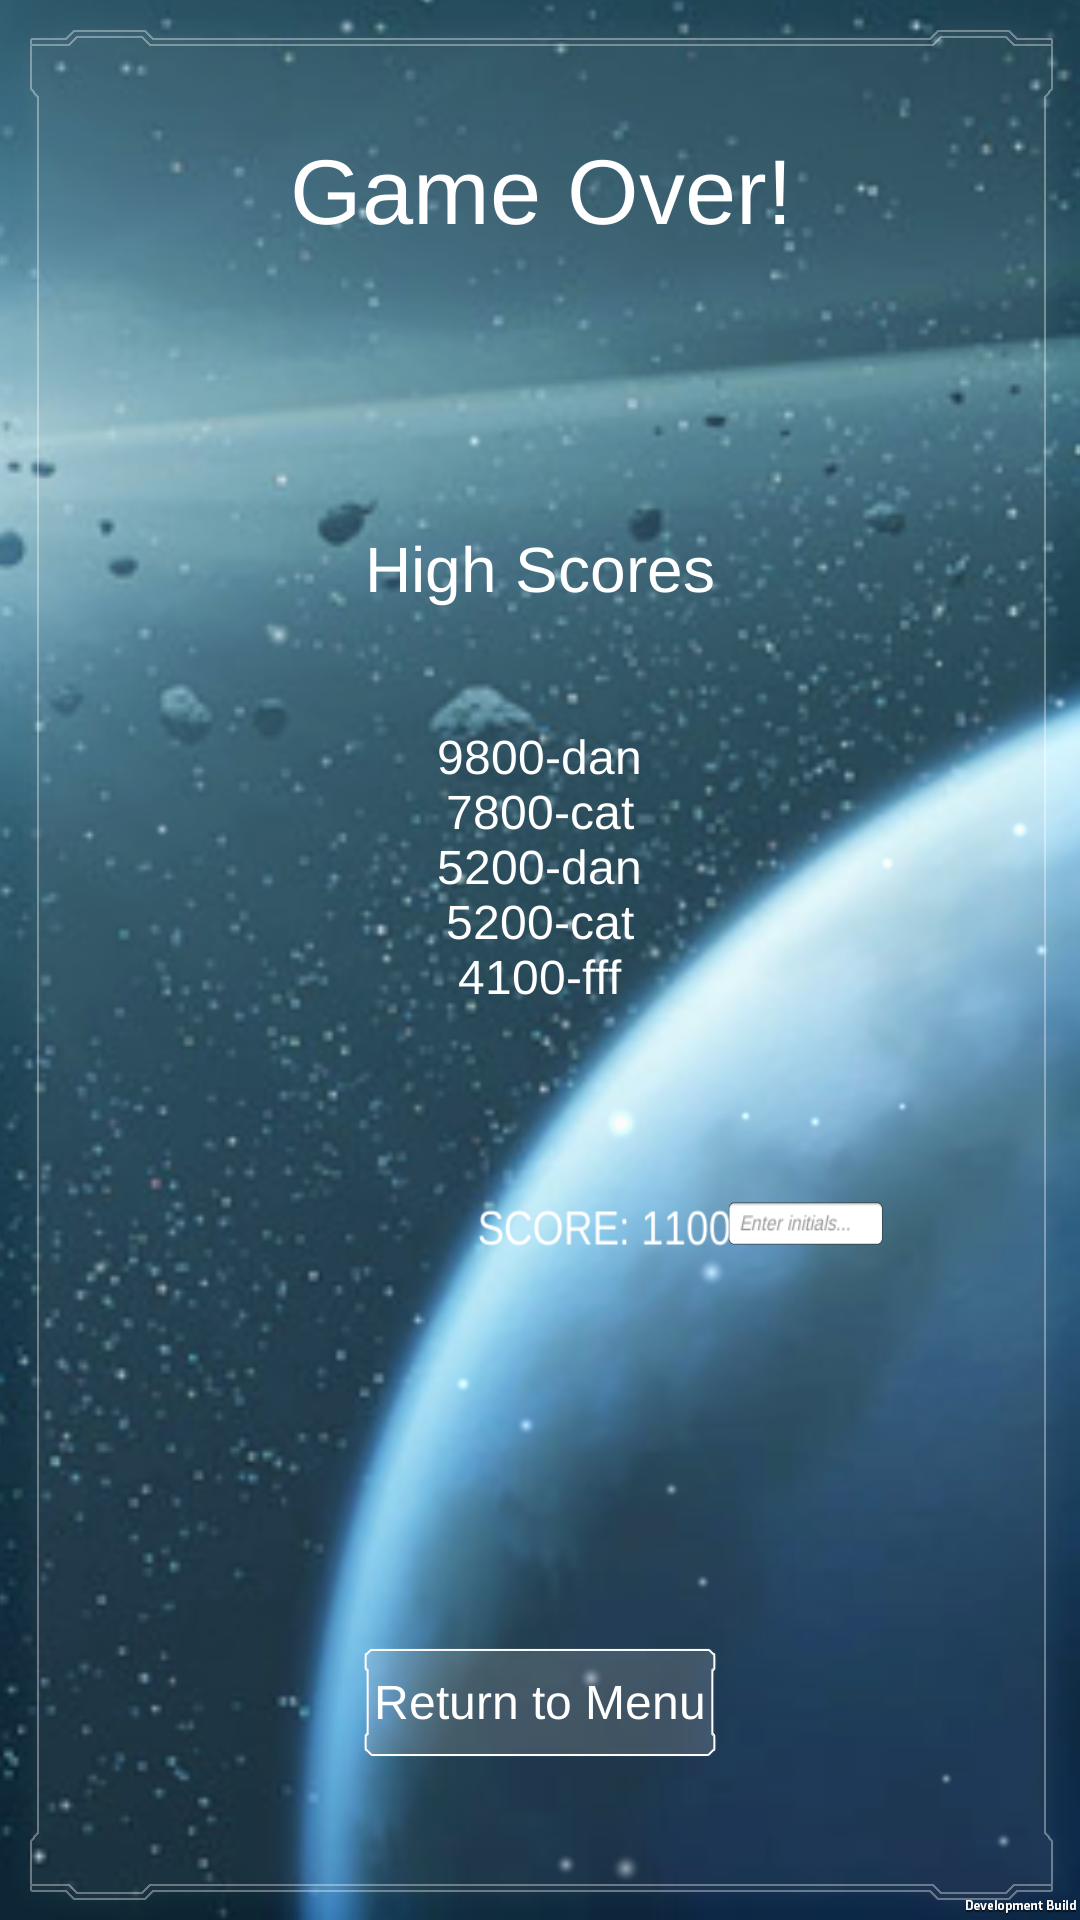 Game Over!
High Scores
9800-dan
7800-cat
5200-dan
5200-cat
4100-fff
SCORE: 1100 Enter initials...
Return to Menu
Development Build